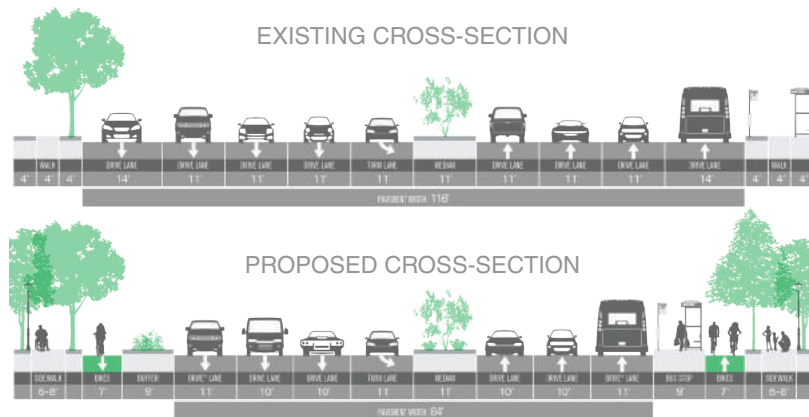 EXISTING CROSS-SECTION
WALK DRIVE LANE DRIVE LANE DRIVE LANE DRIVE LANE TURN LANE MEDIAN DRIVE LANE DRIVE LANE DRIVE LANE DRIVE LANE WALK
4' 4' 4' 14' 11' 11' 11' 11' 11' 11' 11' 11' 14' 4' 4' 4'
PAVEMENT WIDTH: 116'
PROPOSED CROSS-SECTION
SIDEWALK BIKES BUFFER DRIVE* LANE DRIVE LANE DRIVE LANE TURN LANE MEDIAN DRIVE LANE DRIVE LANE DRIVE* LANE BUS STOP BIKES SIDEWALK
6-8' 7' 9' 11' 10' 10' 11' 11' 10' 10' 11' 9' 7' 6-8'
PAVEMENT WIDTH: 84'